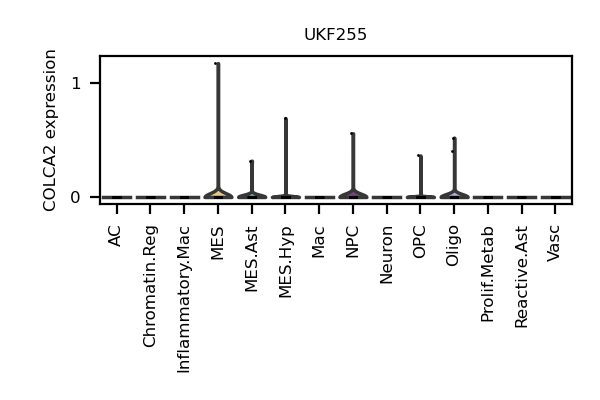 UKF255
COLCA2 expression
1
0
AC
Chromatin.Reg
Inflammatory.Mac
MES
MES.Ast
MES.Hyp
Mac
NPC
Neuron
OPC
Oligo
Prolif.Metab
Reactive.Ast
Vasc